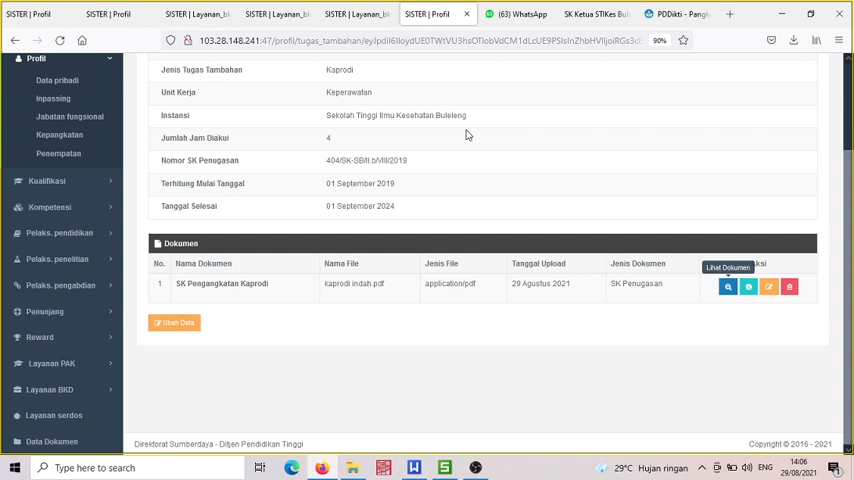 SISTER | Profil
SISTER | Profil
SISTER | Layanan_bk
SISTER | Layanan_bk
SISTER | Layanan_bk
SISTER | Profil
(63) WhatsApp
SK Ketua STIKes Bule
PDDikti - Pangk
103.28.148.241:47/profil/tugas_tambahan/
90%
Profil
Data pribadi
Inpassing
Jabatan fungsional
Kepangkatan
Penempatan
Kualifikasi
Kompetensi
Pelaks. pendidikan
Pelaks. penelitian
Pelaks. pengabdian
Penunjang
Reward
Layanan PAK
Layanan BKD
Layanan serdos
Data Dokumen
Jenis Tugas Tambahan Kaprodi
Unit Kerja Keperawatan
Instansi Sekolah Tinggi Ilmu Kesehatan Buleleng
Jumlah Jam Diakui 4
Nomor SK Penugasan 404/SK-SB/II.b/VIII/2019
Terhitung Mulai Tanggal 01 September 2019
Tanggal Selesai 01 September 2024
Dokumen
No. Nama Dokumen Nama File Jenis File Tanggal Upload Jenis Dokumen ksi
Lihat Dokumen
1 SK Pengangkatan Kaprodi kaprodi indah.pdf application/pdf 29 Agustus 2021 SK Penugasan
Ubah Data
Direktorat Sumberdaya - Ditjen Pendidikan Tinggi
Copyright © 2016 - 2021
Type here to search
29°C Hujan ringan
ENG
14:06
29/08/2021
1